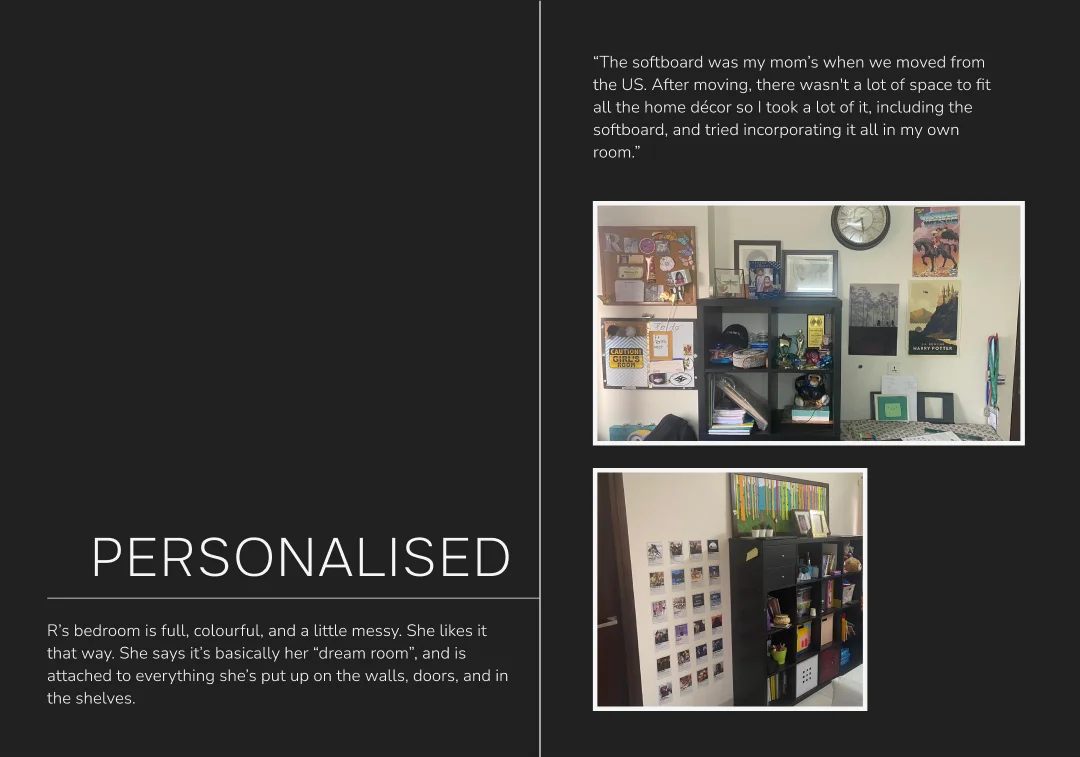 PERSONALISED
R’s bedroom is full, colourful, and a little messy. She likes it
that way. She says it’s basically her “dream room”, and is
attached to everything she’s put up on the walls, doors, and in
the shelves.
“The softboard was my mom’s when we moved from
the US. After moving, there wasn't a lot of space to fit
all the home décor so I took a lot of it, including the
softboard, and tried incorporating it all in my own
room.”
CAUTION!
GIRL'S
ROOM
HARRY POTTER